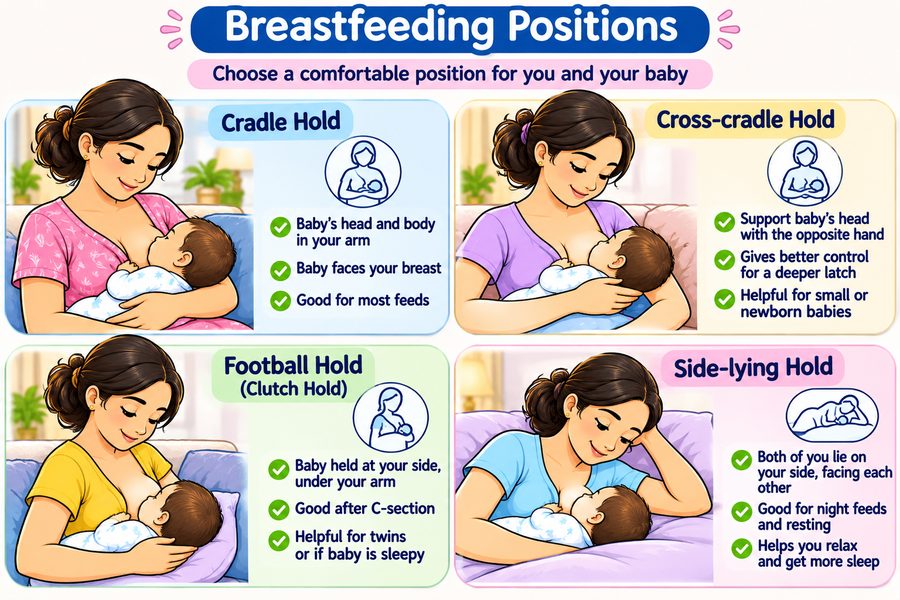 Breastfeeding Positions
Choose a comfortable position for you and your baby
Cradle Hold
Baby's head and body
in your arm
Baby faces your breast
Good for most feeds
Cross-cradle Hold
Support baby's head
with the opposite hand
Gives better control
for a deeper latch
Helpful for small or
newborn babies
Football Hold
(Clutch Hold)
Baby held at your side,
under your arm
Good after C-section
Helpful for twins
or if baby is sleepy
Side-lying Hold
Both of you lie on
your side, facing each
other
Good for night feeds
and resting
Helps you relax
and get more sleep